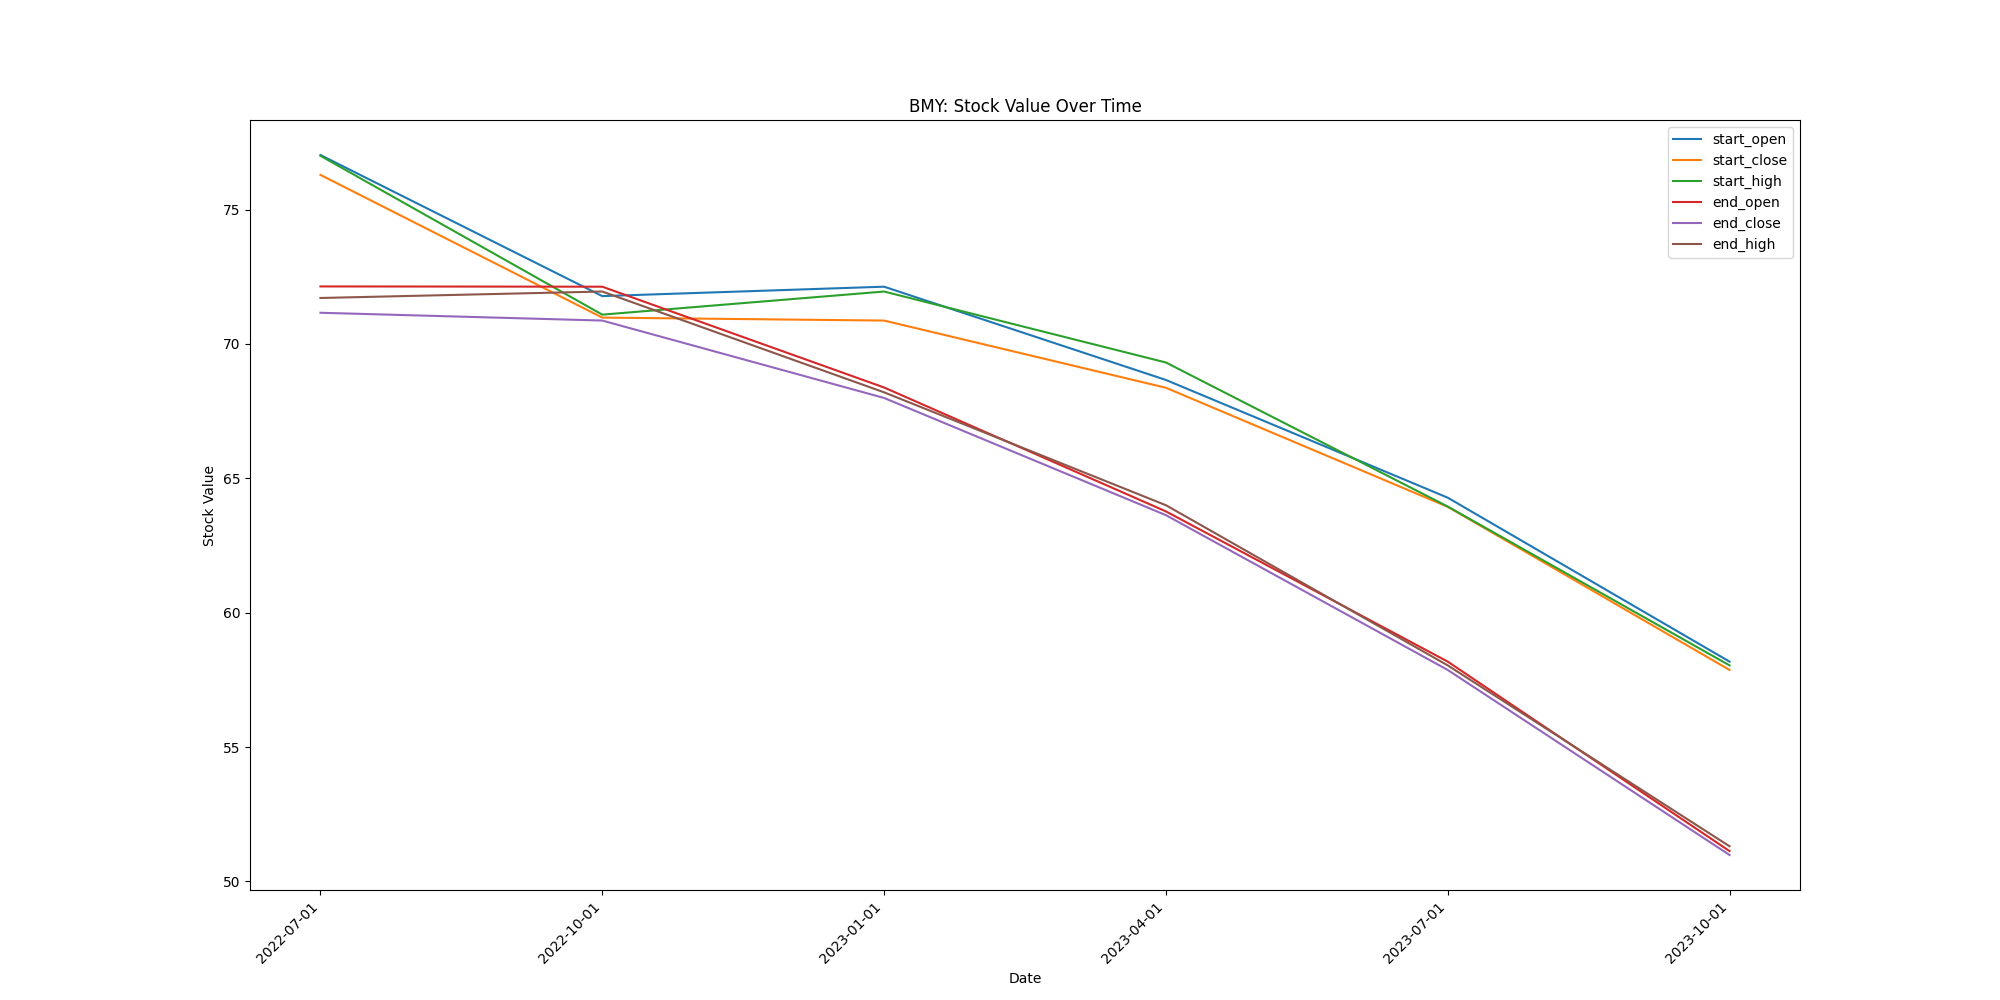 BMY: Stock Value Over Time
start_open
start_close
start_high
end_open
end_close
end_high
Stock Value
75
70
65
60
55
50
2022-07-01
2022-10-01
2023-01-01
2023-04-01
2023-07-01
2023-10-01
Date